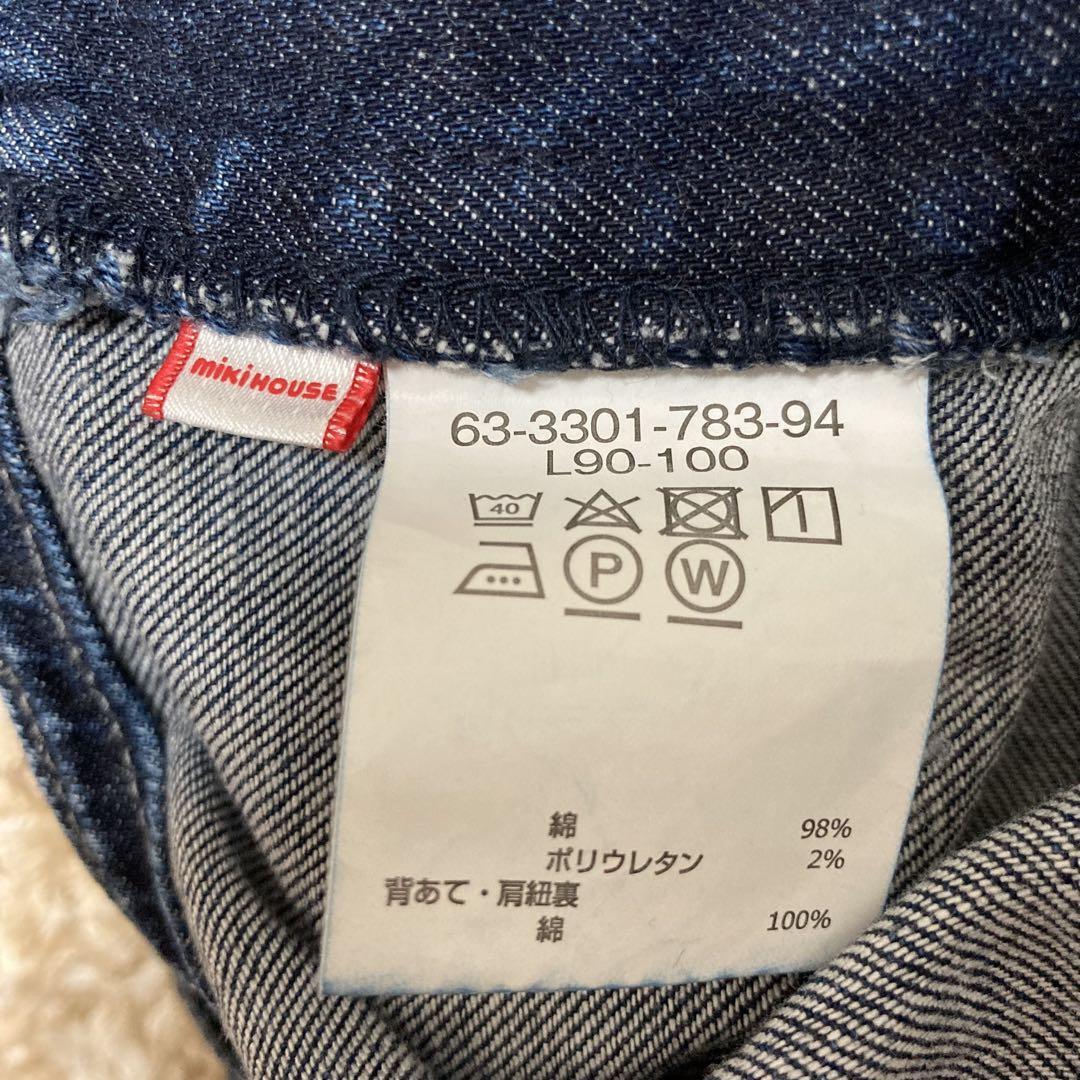 mikiHOUSE
63-3301-783-94
L90-100
40
P W
綿 98%
ポリウレタン 2%
背あて・肩紐裏
綿 100%